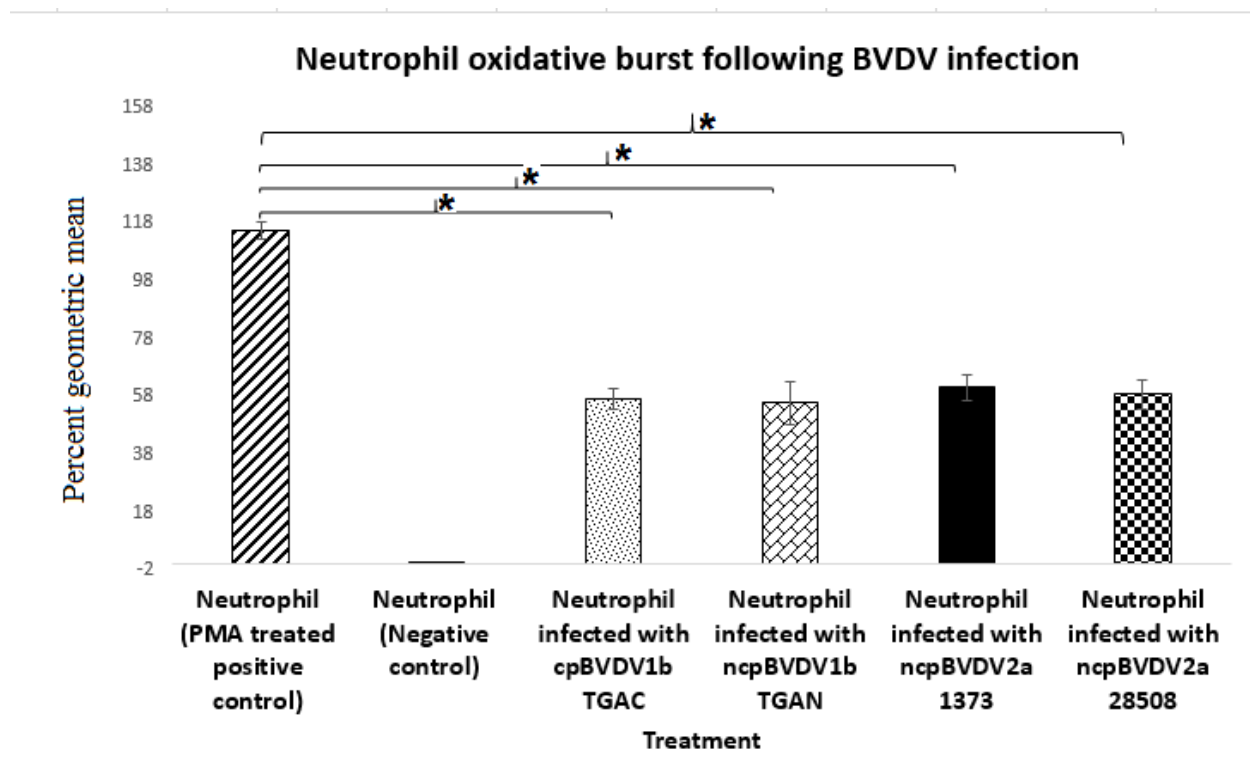 Neutrophil oxidative burst following BVDV infection
158
138
118
98
78
58
38
18
-2
Percent geometric mean
*
*
*
*
Neutrophil
(PMA treated
positive
control)
Neutrophil
(Negative
control)
Neutrophil
infected with
cpBVDV1b
TGAC
Neutrophil
infected with
ncpBVDV1b
TGAN
Neutrophil
infected with
ncpBVDV2a
1373
Neutrophil
infected with
ncpBVDV2a
28508
Treatment